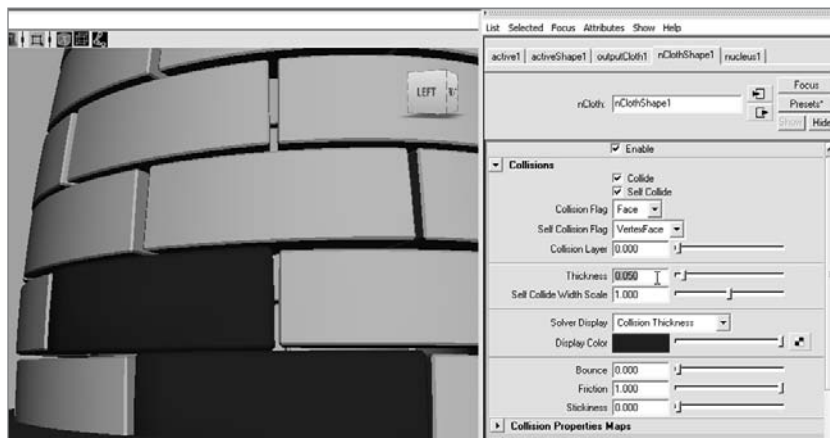 List Selected Focus Attributes Show Help
active1 activeShape1 outputCloth1 nClothShape1 nucleus1
Focus
nCloth: nClothShape1
Presets*
Show Hide
Enable
Collisions
Collide
Self Collide
Collision Flag Face
Self Collision Flag VertexFace
Collision Layer 0.000
Thickness 0.050
Self Collide Width Scale 1.000
Solver Display Collision Thickness
Display Color
Bounce 0.000
Friction 1.000
Stickiness 0.000
Collision Properties Maps
LEFT